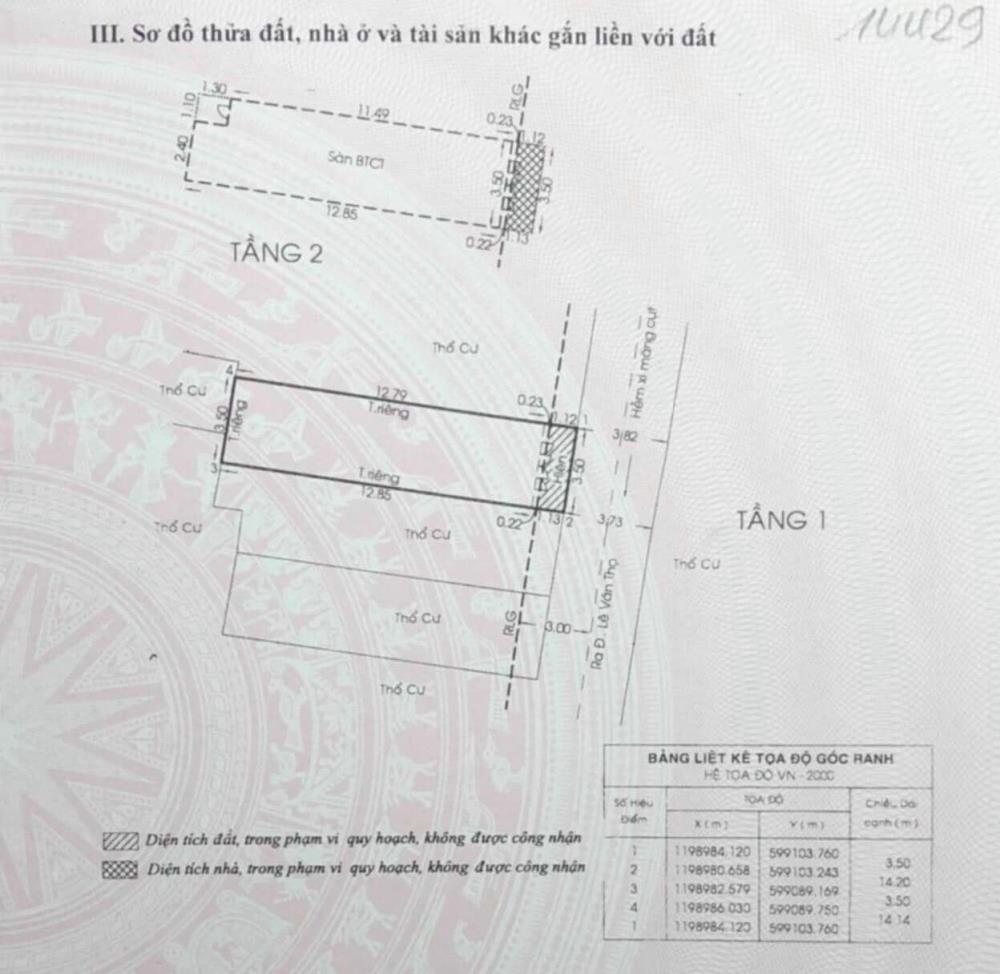 III. Sơ đồ thửa đất, nhà ở và tài sản khác gắn liền với đất
14429
1.30
11.49
RLG
1.10
0.23
1.12
2.40
Sàn BTCT
3.50
3.50
12.85
0.22
1.13
TẦNG 2
Thổ Cư
Hẻm xi măng cụt
4
Thổ Cư
12.79
T.riêng
0.23
1.12
1
3.50
T.riêng
3.82
Hiên
3.50
3
T.riêng
12.85
0.22
1.13
2
3.73
TẦNG 1
Thổ Cư
Thổ Cư
Thổ Cư
Thổ Cư
RLG
3.00
Ra Đ. Lê Văn Thọ
Thổ Cư
BẢNG LIỆT KÊ TỌA ĐỘ GÓC RANH
HỆ TỌA ĐỘ VN - 2000
Số Hiệu Điểm
TỌA ĐỘ
Chiều Dài cạnh (m)
X (m)
Y (m)
1 1198984.120 599103.760
3.50
2 1198980.658 599103.243
14.20
3 1198982.579 599089.169
3.50
4 1198986.030 599089.750
14.14
1 1198984.120 599103.760
Diện tích đất, trong phạm vi quy hoạch, không được công nhận
Diện tích nhà, trong phạm vi quy hoạch, không được công nhận